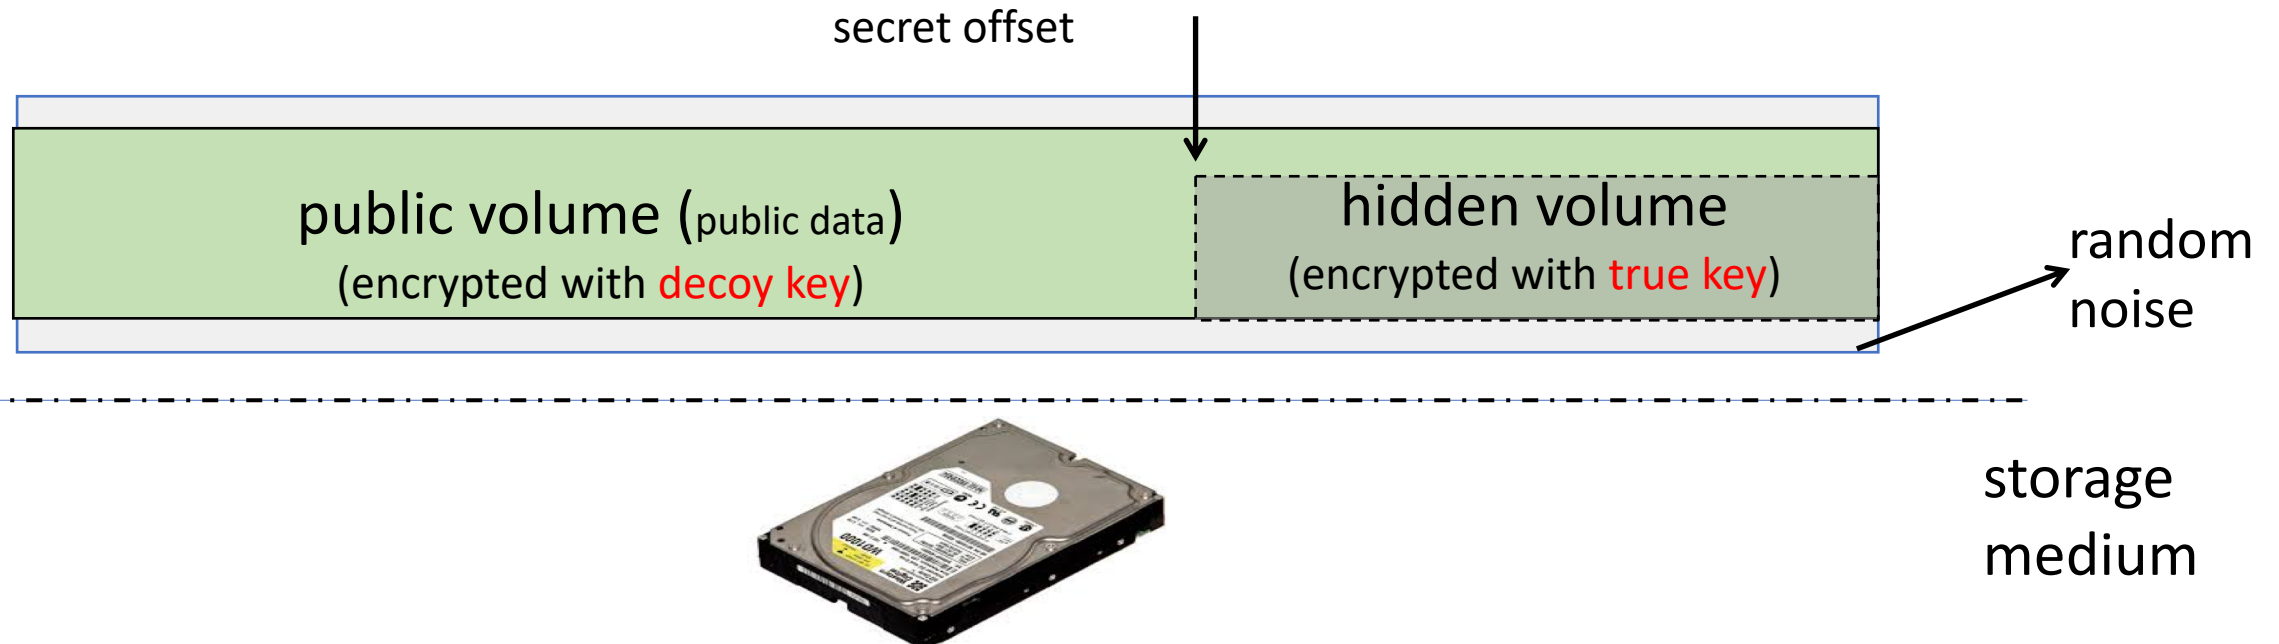 secret offset
public volume (public data)
(encrypted with decoy key)
hidden volume
(encrypted with true key)
random
noise
storage
medium
WD1000